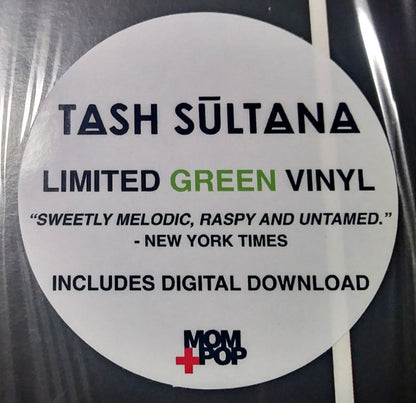 TASH SŪLTANA
LIMITED GREEN VINYL
“SWEETLY MELODIC, RASPY AND UNTAMED.”
- NEW YORK TIMES
INCLUDES DIGITAL DOWNLOAD
MOM
+POP